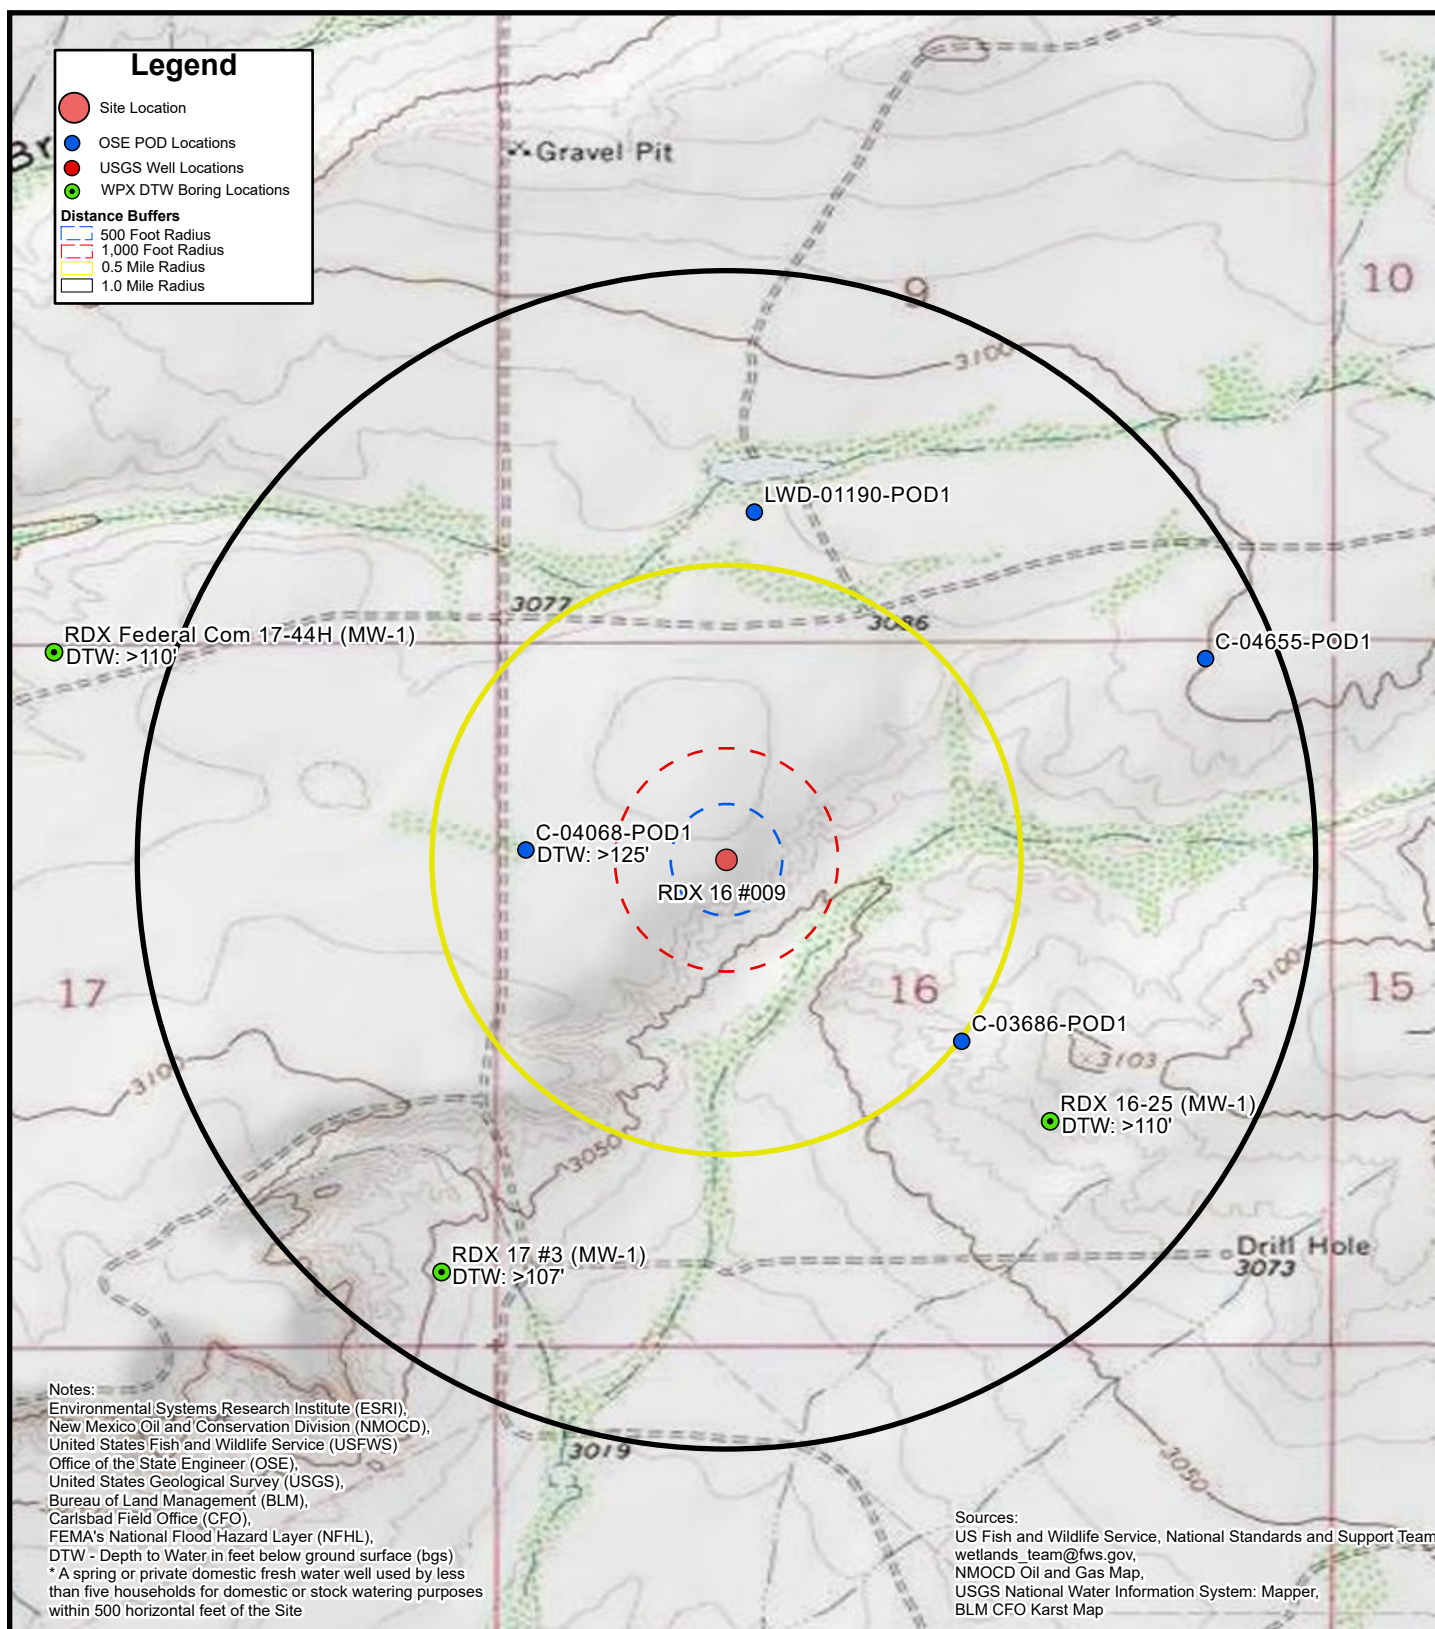 Legend
Site Location
OSE POD Locations
USGS Well Locations
WPX DTW Boring Locations
Distance Buffers
500 Foot Radius
1,000 Foot Radius
0.5 Mile Radius
1.0 Mile Radius
Br
Gravel Pit
9
10
3100
LWD-01190-POD1
3077
3086
RDX Federal Com 17-44H (MW-1)
DTW: >110'
C-04655-POD1
C-04068-POD1
DTW: >125'
RDX 16 #009
17
16
15
3100
C-03686-POD1
×3103
3100
RDX 16-25 (MW-1)
DTW: >110'
3050
RDX 17 #3 (MW-1)
DTW: >107'
Drill Hole
3073
3019
3050
Notes:
Environmental Systems Research Institute (ESRI),
New Mexico Oil and Conservation Division (NMOCD),
United States Fish and Wildlife Service (USFWS)
Office of the State Engineer (OSE),
United States Geological Survey (USGS),
Bureau of Land Management (BLM),
Carlsbad Field Office (CFO),
FEMA's National Flood Hazard Layer (NFHL),
DTW - Depth to Water in feet below ground surface (bgs)
* A spring or private domestic fresh water well used by less
than five households for domestic or stock watering purposes
within 500 horizontal feet of the Site
Sources:
US Fish and Wildlife Service, National Standards and Support Team
wetlands_team@fws.gov,
NMOCD Oil and Gas Map,
USGS National Water Information System: Mapper,
BLM CFO Karst Map